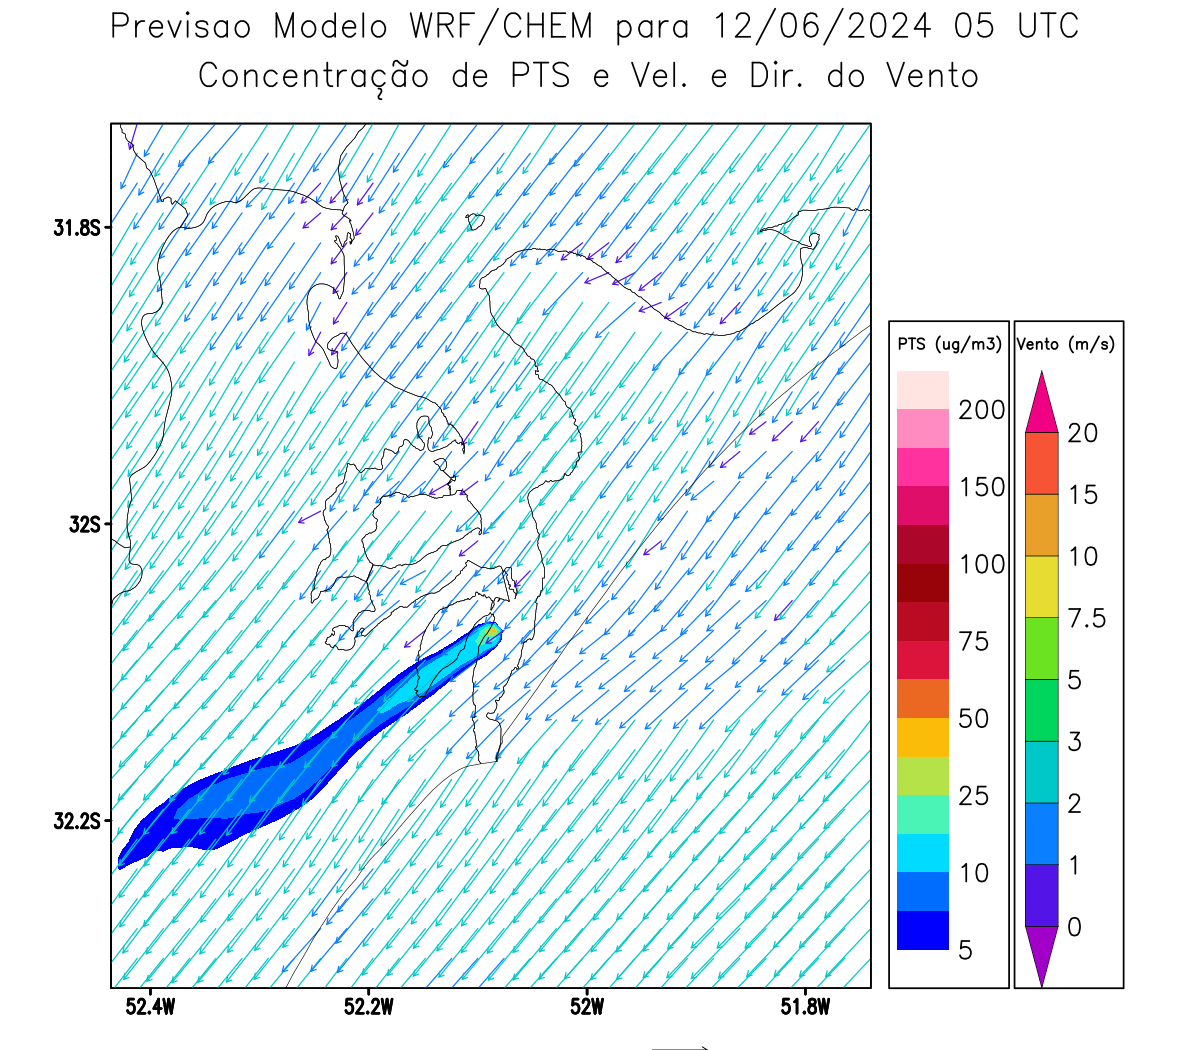 Previsao Modelo WRF/CHEM para 12/06/2024 05 UTC
Concentração de PTS e Vel. e Dir. do Vento
31.8S
32S
32.2S
52.4W
52.2W
52W
51.8W
PTS (ug/m3)
200
150
100
75
50
25
10
5
Vento (m/s)
20
15
10
7.5
5
3
2
1
0